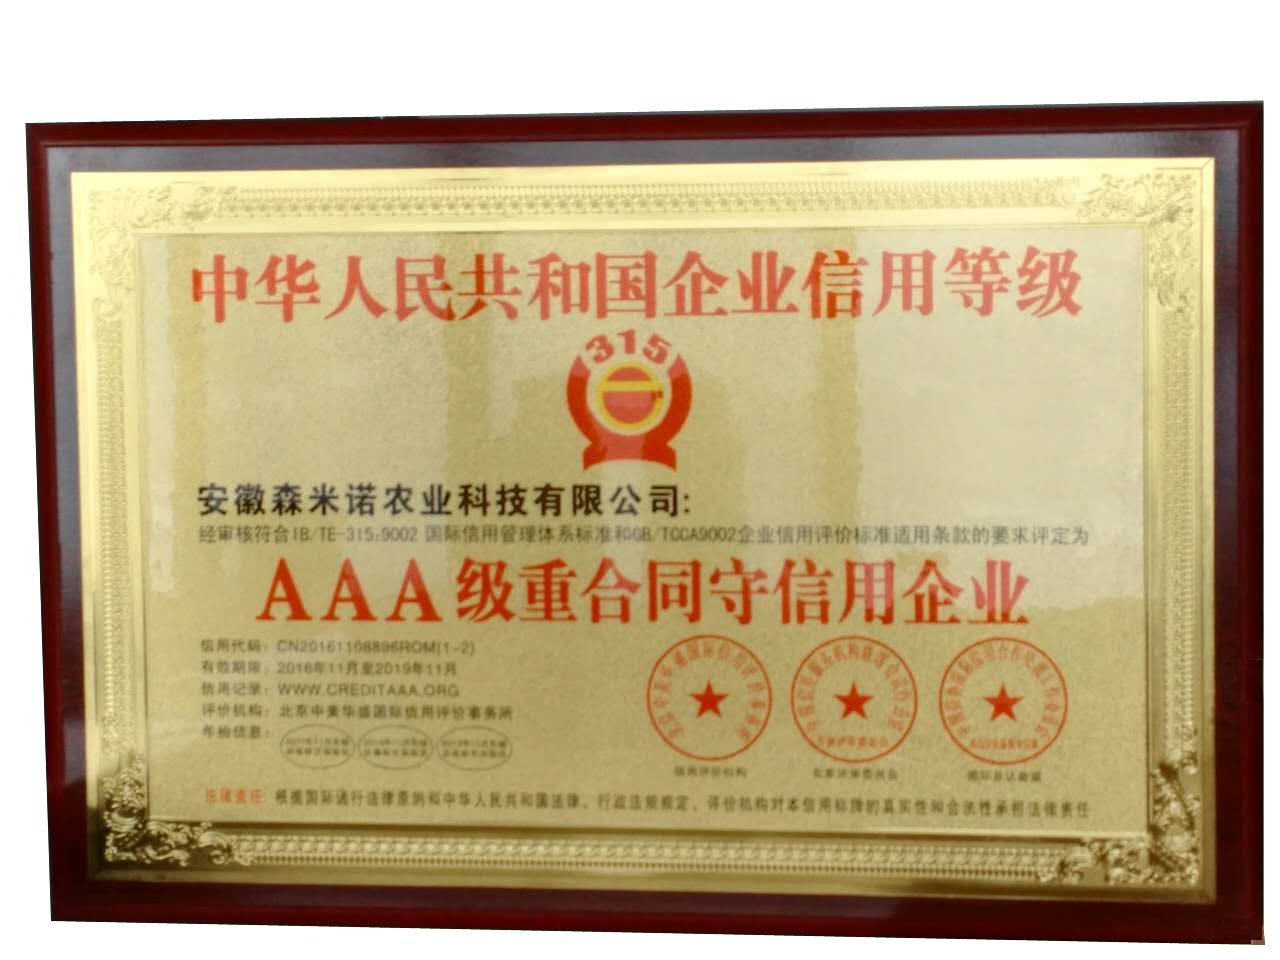 中华人民共和国企业信用等级
315
安徽森米诺农业科技有限公司:
经审核符合IB/TE-315:9002 国际信用管理体系标准和GB/TCCA9002企业信用评价标准适用条款的要求评定为
AAA级重合同守信用企业
信用代码: CN20161108896ROM(1-2)
有效期限: 2016年11月至2019年11月
信用记录: WWW.CREDITAAA.ORG
评价机构: 北京中美华盛国际信用评价事务所
年检信息:
信用评价机构
法律责任: 根据国际通行法律原则和中华人民共和国法律、行政法规规定、评价机构对本信用标牌的真实性和合法性承担法律责任